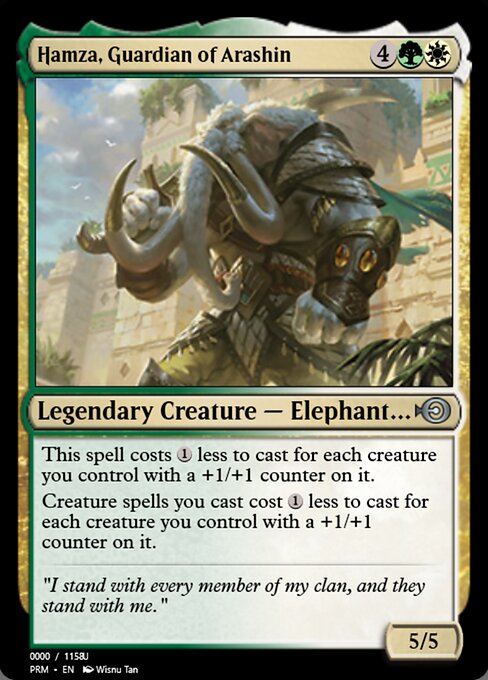 Hamza, Guardian of Arashin 4
Legendary Creature — Elephant...
This spell costs 1 less to cast for each creature
you control with a +1/+1 counter on it.
Creature spells you cast cost 1 less to cast for
each creature you control with a +1/+1
counter on it.
"I stand with every member of my clan, and they
stand with me."
5/5
0000 / 1158U
PRM • EN Wisnu Tan